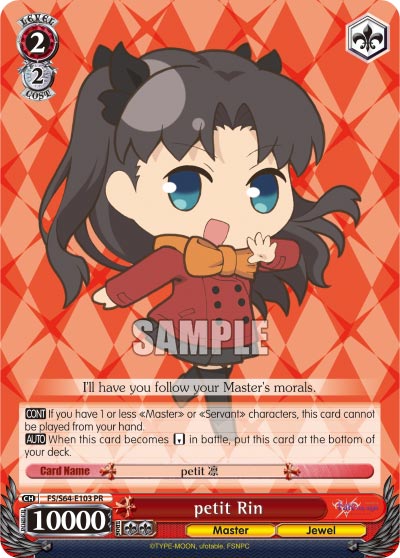 LEVEL
2
2
COST
SAMPLE
I'll have you follow your Master's morals.
CONT If you have 1 or less «Master» or «Servant» characters, this card cannot
be played from your hand.
AUTO When this card becomes in battle, put this card at the bottom of
your deck.
Card Name petit 凛
CH FS/S64-E103 PR
POWER 10000 SOUL
petit Rin
Master Jewel
©TYPE-MOON, ufotable, FSNPC